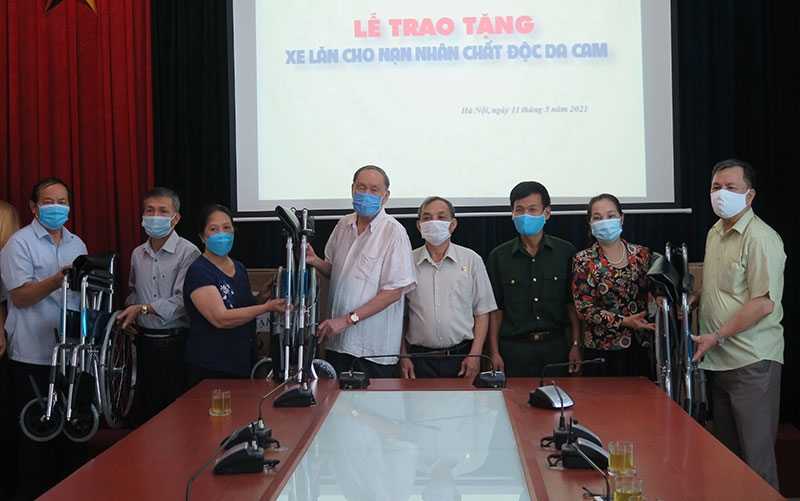 LỄ TRAO TẶNG
XE LĂN CHO NẠN NHÂN CHẤT ĐỘC DA CAM
Hà Nội, ngày 11 tháng 5 năm 2021